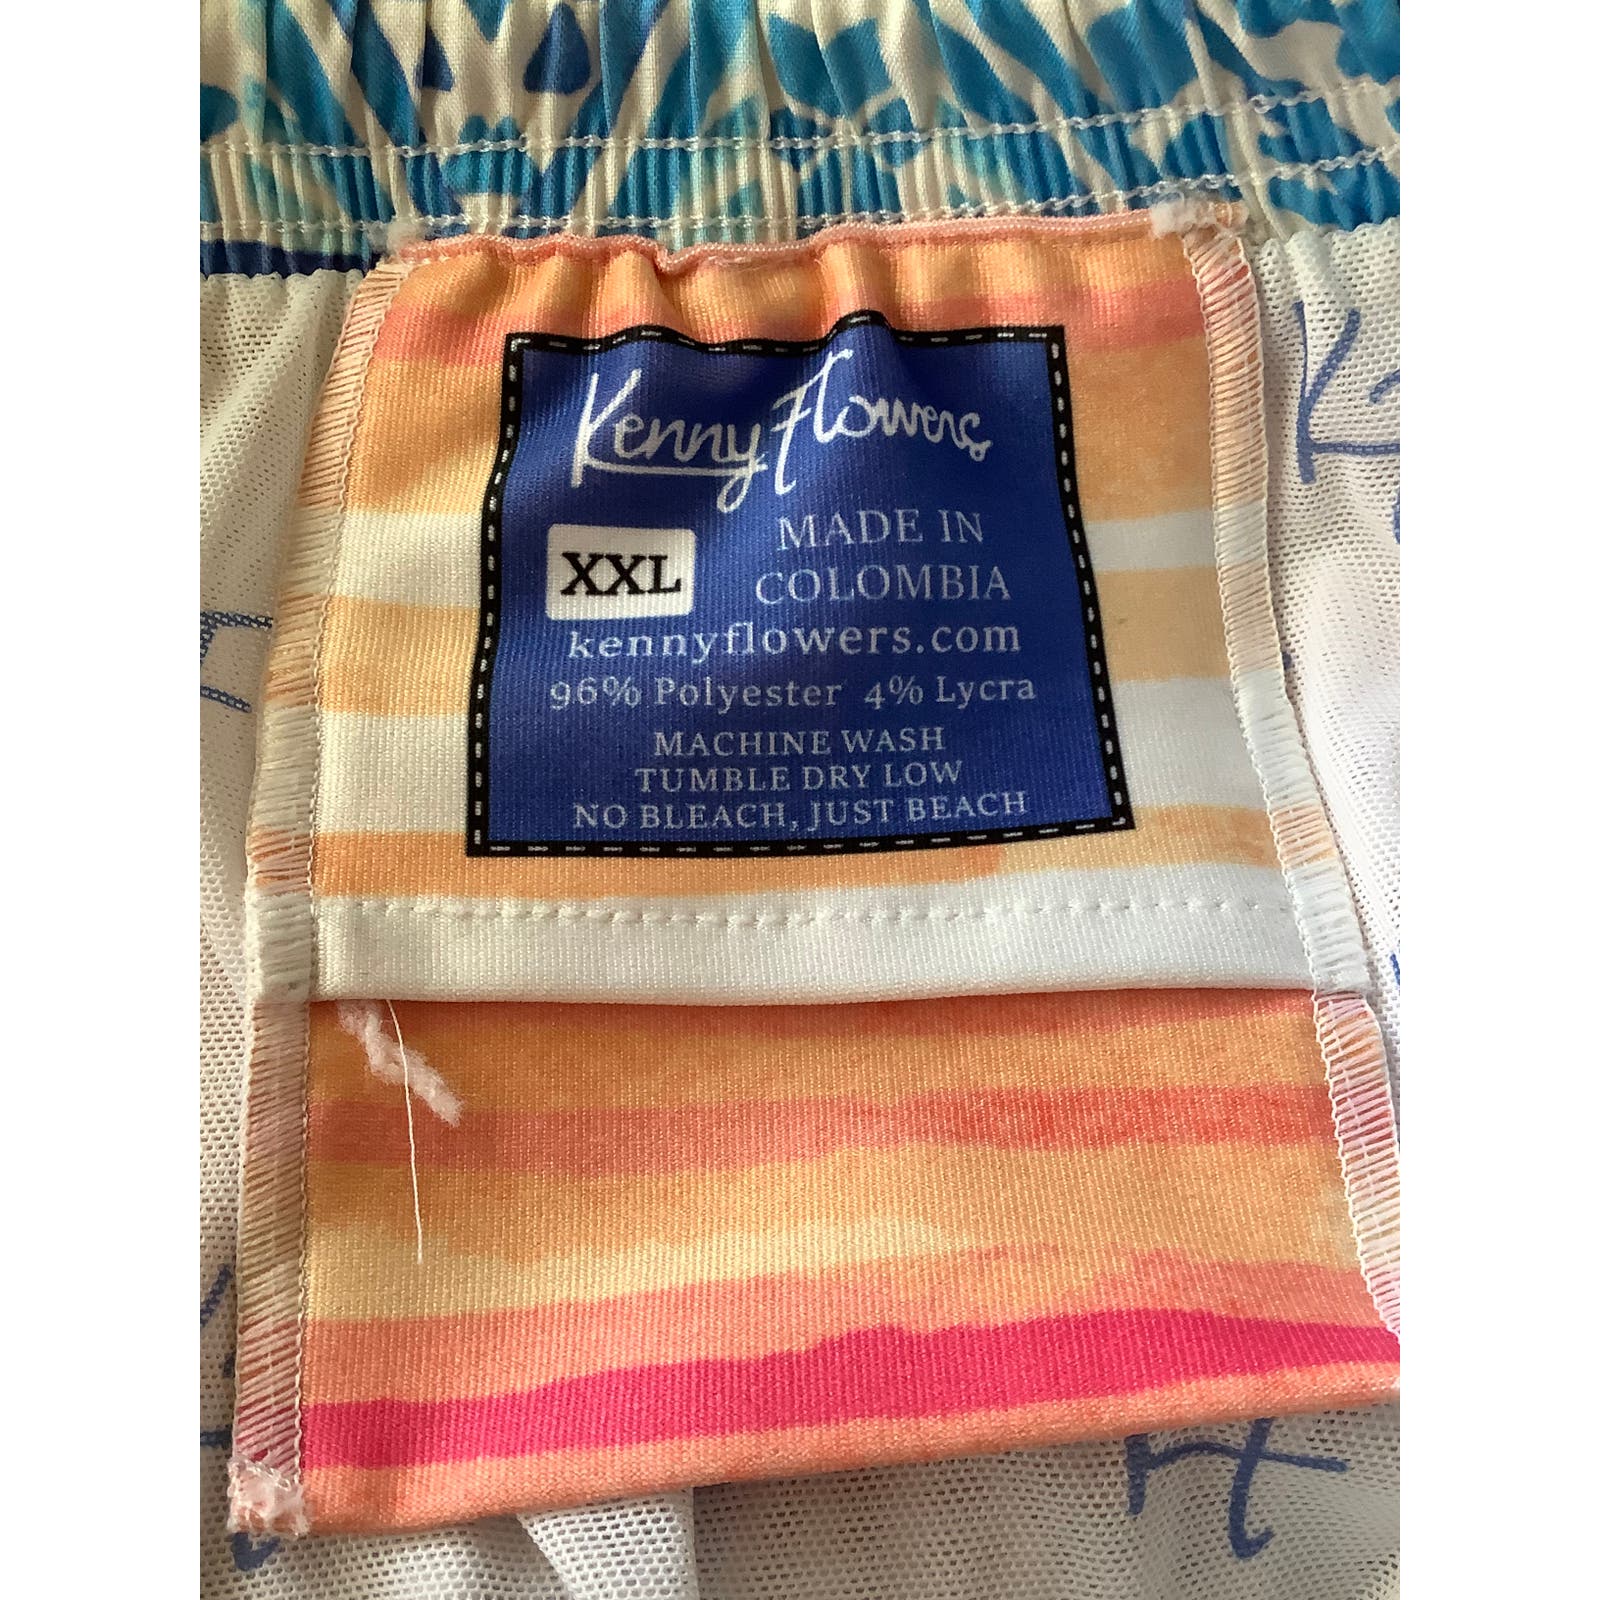 Kenny Flowers
XXL
MADE IN
COLOMBIA
kennyflowers.com
96% Polyester 4% Lycra
MACHINE WASH
TUMBLE DRY LOW
NO BLEACH, JUST BEACH